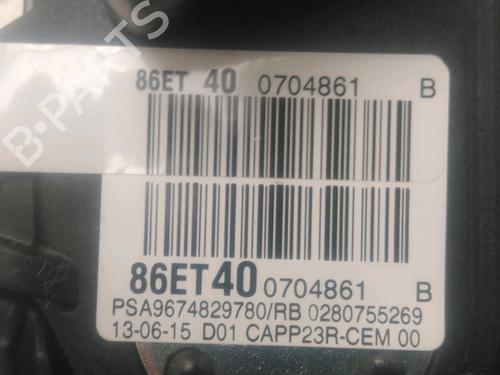 86ET 40 0704861 B
B-PARTS
86ET40 0704861 B
PSA9674829780/RB 0280755269
13-06-15 D01 CAPP23R-CEM 00